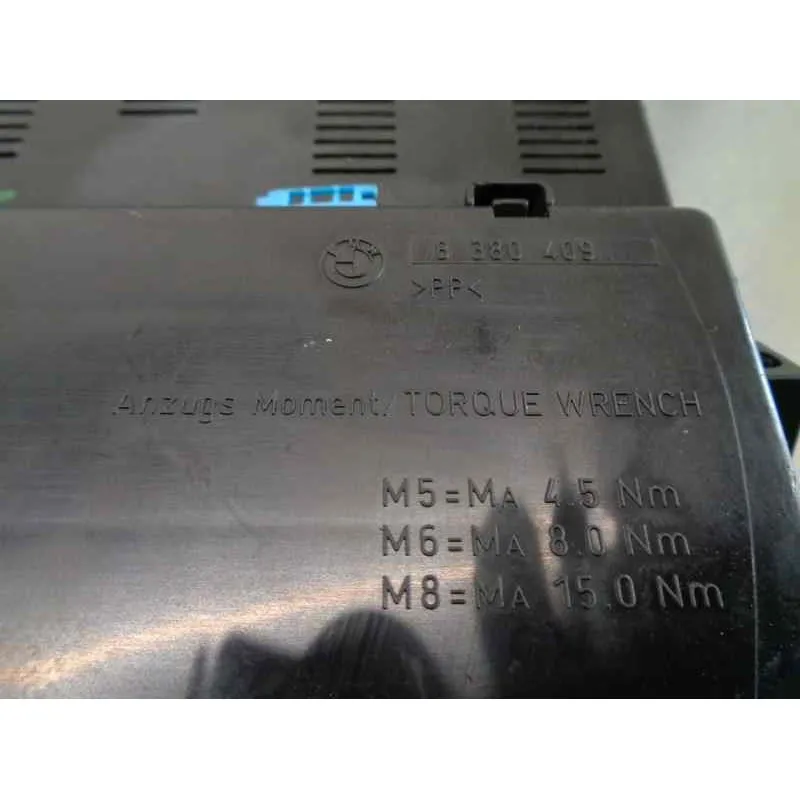 6 380 409
>PP<
Anzugs Moment/TORQUE WRENCH
M5=MA 4.5 Nm
M6=MA 8.0 Nm
M8=MA 15.0 Nm